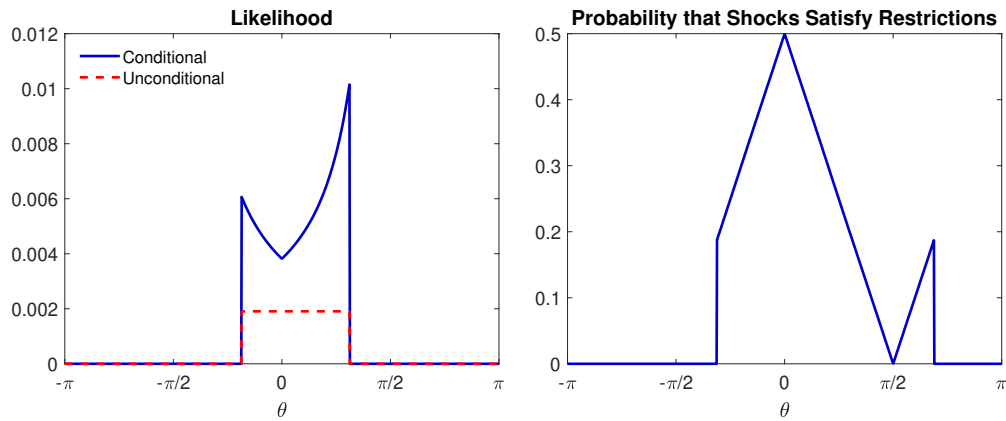 Likelihood
0.012
0.01
0.008
0.006
0.004
0.002
0
Conditional
Unconditional
-π
-π/2
0
π/2
π
θ
Probability that Shocks Satisfy Restrictions
0.5
0.4
0.3
0.2
0.1
0
-π
-π/2
0
π/2
π
θ